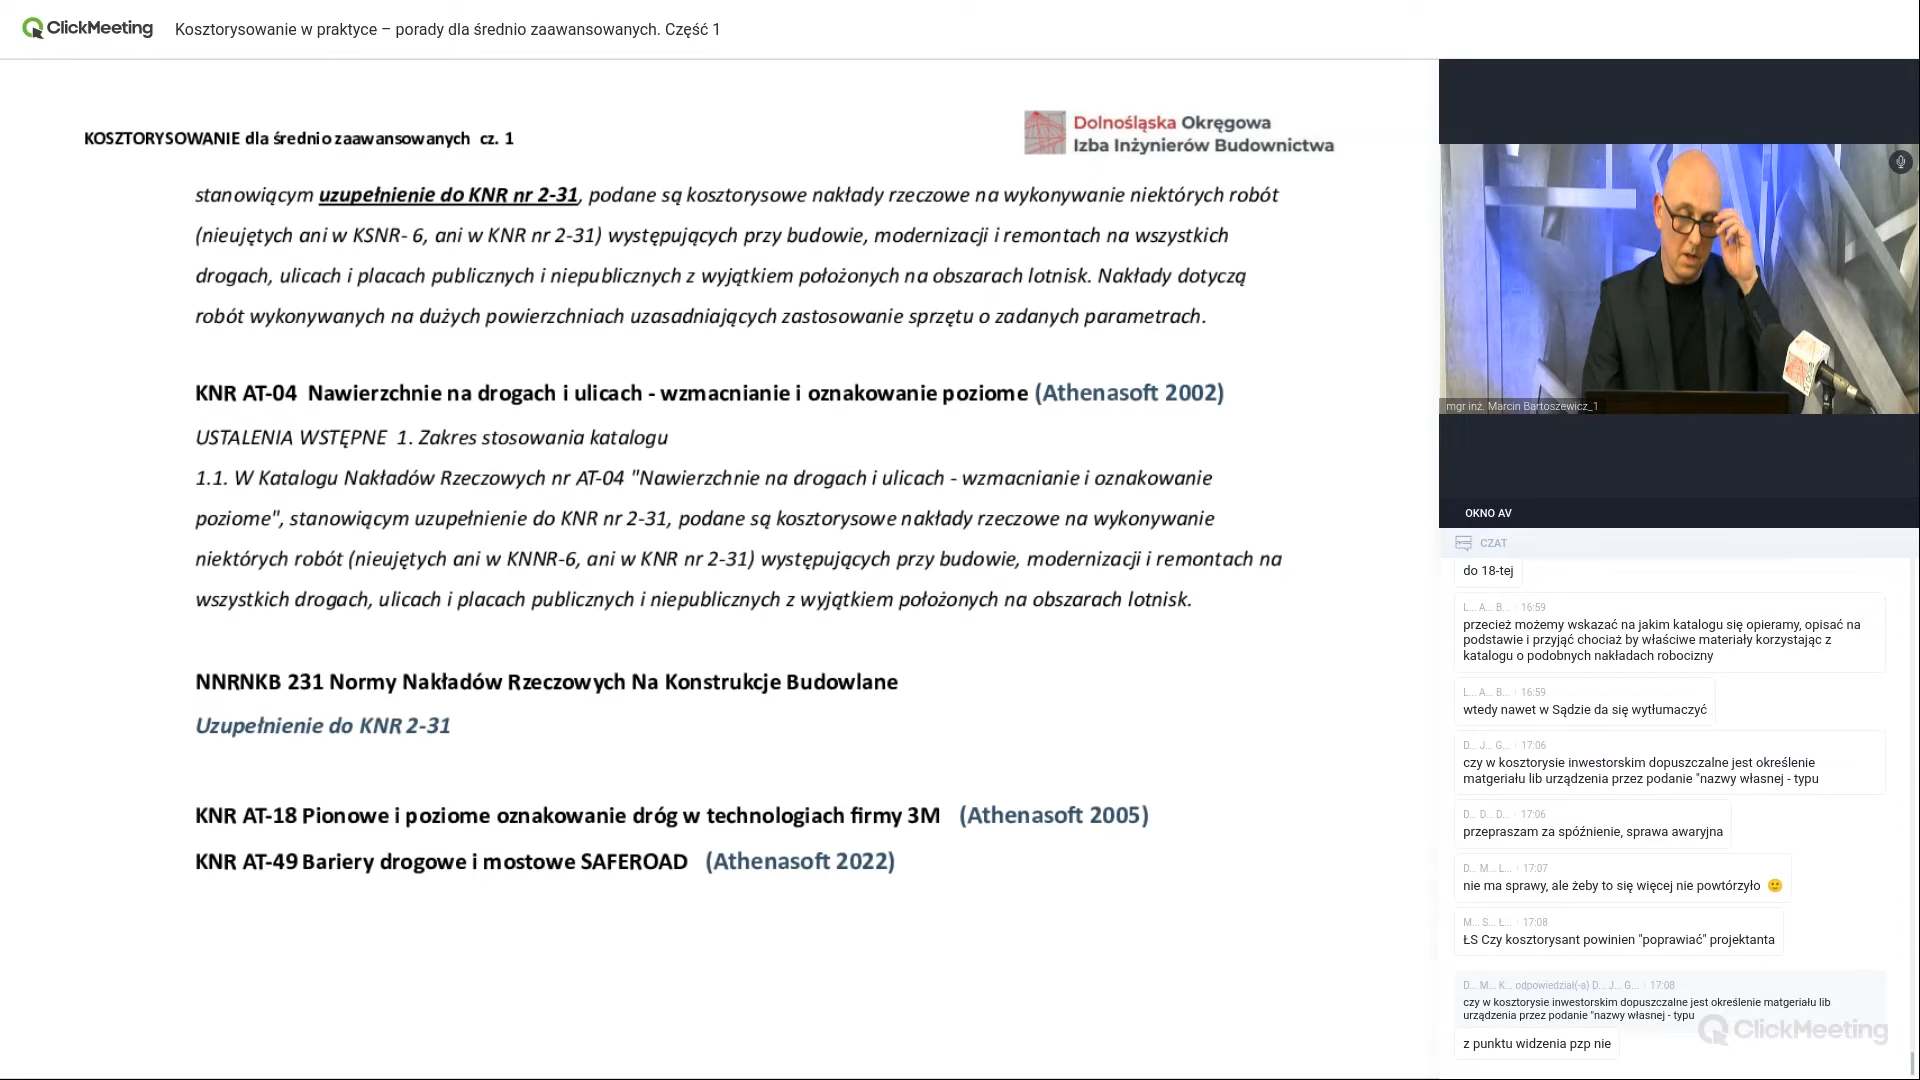 ClickMeeting Kosztorysowanie w praktyce – porady dla średnio zaawansowanych. Część 1
KOSZTORYSOWANIE dla średnio zaawansowanych cz. 1
Dolnośląska Okręgowa
Izba Inżynierów Budownictwa
stanowiącym uzupełnienie do KNR nr 2-31, podane są kosztorysowe nakłady rzeczowe na wykonywanie niektórych robót
(nieujętych ani w KSNR- 6, ani w KNR nr 2-31) występujących przy budowie, modernizacji i remontach na wszystkich
drogach, ulicach i placach publicznych i niepublicznych z wyjątkiem położonych na obszarach lotnisk. Nakłady dotyczą
robót wykonywanych na dużych powierzchniach uzasadniających zastosowanie sprzętu o zadanych parametrach.
KNR AT-04 Nawierzchnie na drogach i ulicach - wzmacnianie i oznakowanie poziome (Athenasoft 2002)
USTALENIA WSTĘPNE 1. Zakres stosowania katalogu
1.1. W Katalogu Nakładów Rzeczowych nr AT-04 "Nawierzchnie na drogach i ulicach - wzmacnianie i oznakowanie
poziome", stanowiącym uzupełnienie do KNR nr 2-31, podane są kosztorysowe nakłady rzeczowe na wykonywanie
niektórych robót (nieujętych ani w KNNR-6, ani w KNR nr 2-31) występujących przy budowie, modernizacji i remontach na
wszystkich drogach, ulicach i placach publicznych i niepublicznych z wyjątkiem położonych na obszarach lotnisk.
NNRNKB 231 Normy Nakładów Rzeczowych Na Konstrukcje Budowlane
Uzupełnienie do KNR 2-31
KNR AT-18 Pionowe i poziome oznakowanie dróg w technologiach firmy 3M (Athenasoft 2005)
KNR AT-49 Bariery drogowe i mostowe SAFEROAD (Athenasoft 2022)
mgr inż. Marcin Bartoszewicz_1
OKNO AV
CZAT
do 18-tej
L... A... B... 16:59
przecież możemy wskazać na jakim katalogu się opieramy, opisać na
podstawie i przyjąć chociaż by właściwe materiały korzystając z
katalogu o podobnych nakładach robocizny
L... A... B... 16:59
wtedy nawet w Sądzie da się wytłumaczyć
D... J... G... 17:06
czy w kosztorysie inwestorskim dopuszczalne jest określenie
matgeriału lib urządzenia przez podanie "nazwy własnej - typu
D... D... D... 17:06
przepraszam za spóźnienie, sprawa awaryjna
D... M... L... 17:07
nie ma sprawy, ale żeby to się więcej nie powtórzyło 🙂
M... S... Ł... 17:08
ŁS Czy kosztorysant powinien "poprawiać" projektanta
D... M... K... odpowiedział(-a) D... J... G... 17:08
czy w kosztorysie inwestorskim dopuszczalne jest określenie matgeriału lib
urządzenia przez podanie "nazwy własnej - typu
ClickMeeting
z punktu widzenia pzp nie